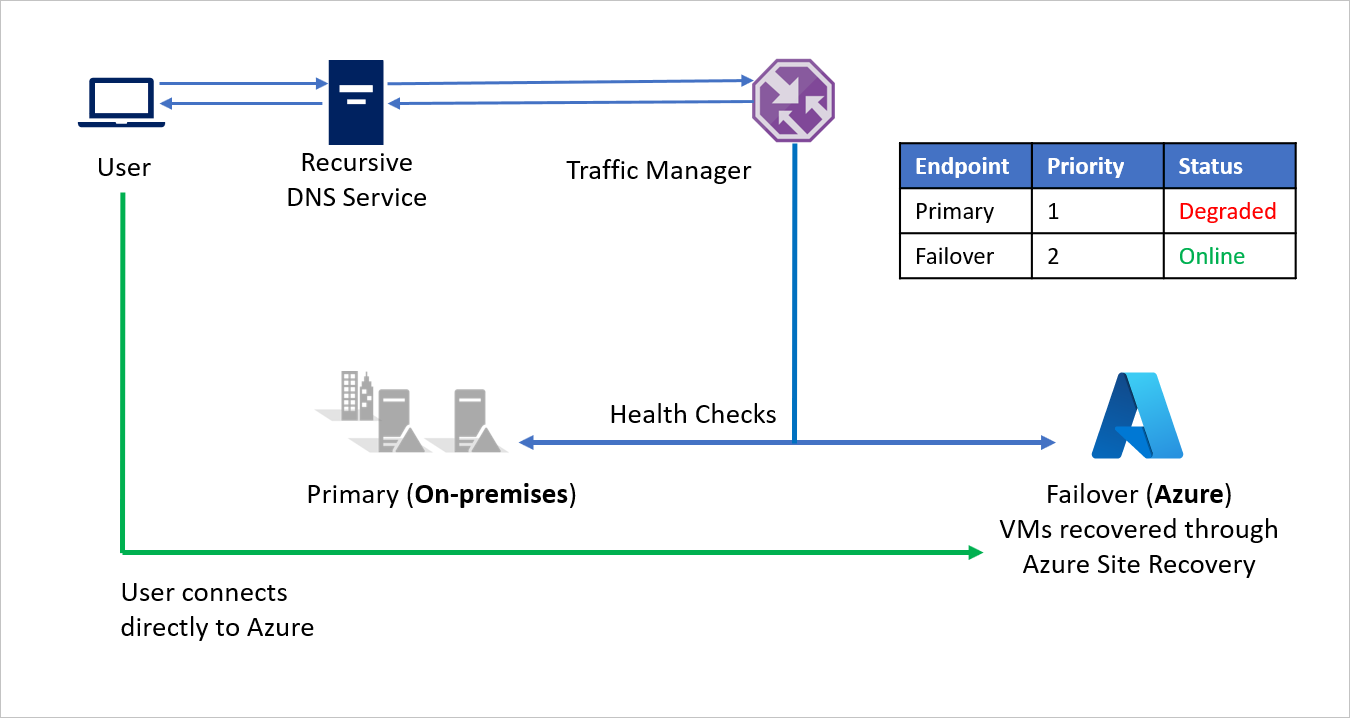 User
Recursive
DNS Service
Traffic Manager
Endpoint Priority Status
Primary 1 Degraded
Failover 2 Online
Health Checks
Primary (On-premises)
Failover (Azure)
VMs recovered through
Azure Site Recovery
User connects
directly to Azure